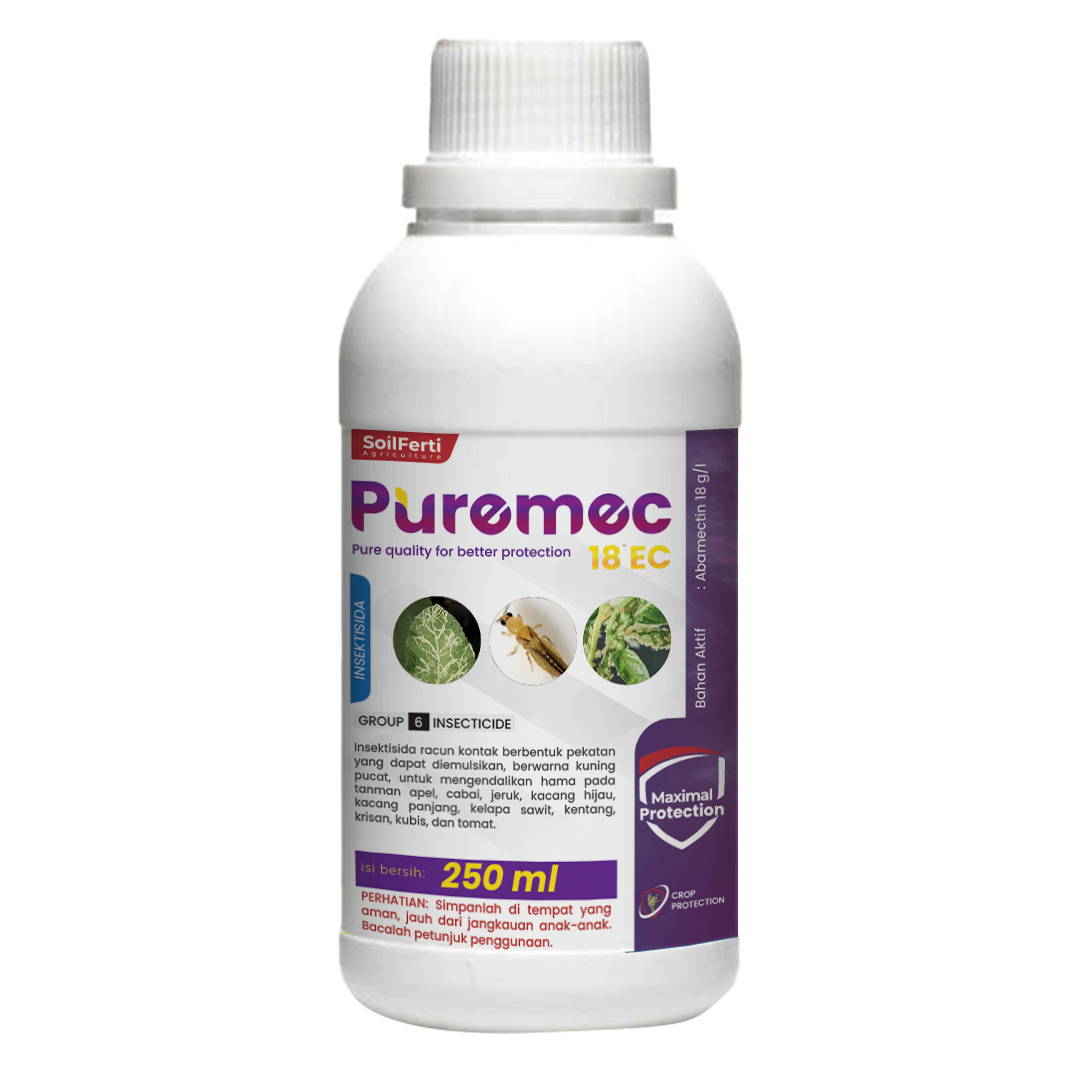 SoilFerti
Agriculture
Puremec
Pure quality for better protection
18 EC
INSEKTISIDA
GROUP 6 INSECTICIDE
Insektisida racun kontak berbentuk pekatan
yang dapat diemulsikan, berwarna kuning
pucat, untuk mengendalikan hama pada
tanman apel, cabai, jeruk, kacang hijau,
kacang panjang, kelapa sawit, kentang,
krisan, kubis, dan tomat.
isi bersih: 250 ml
PERHATIAN: Simpanlah di tempat yang
aman, jauh dari jangkauan anak-anak.
Bacalah petunjuk penggunaan.
Bahan Aktif : Abamectin 18 g/l
Maximal
Protection
CROP
PROTECTION